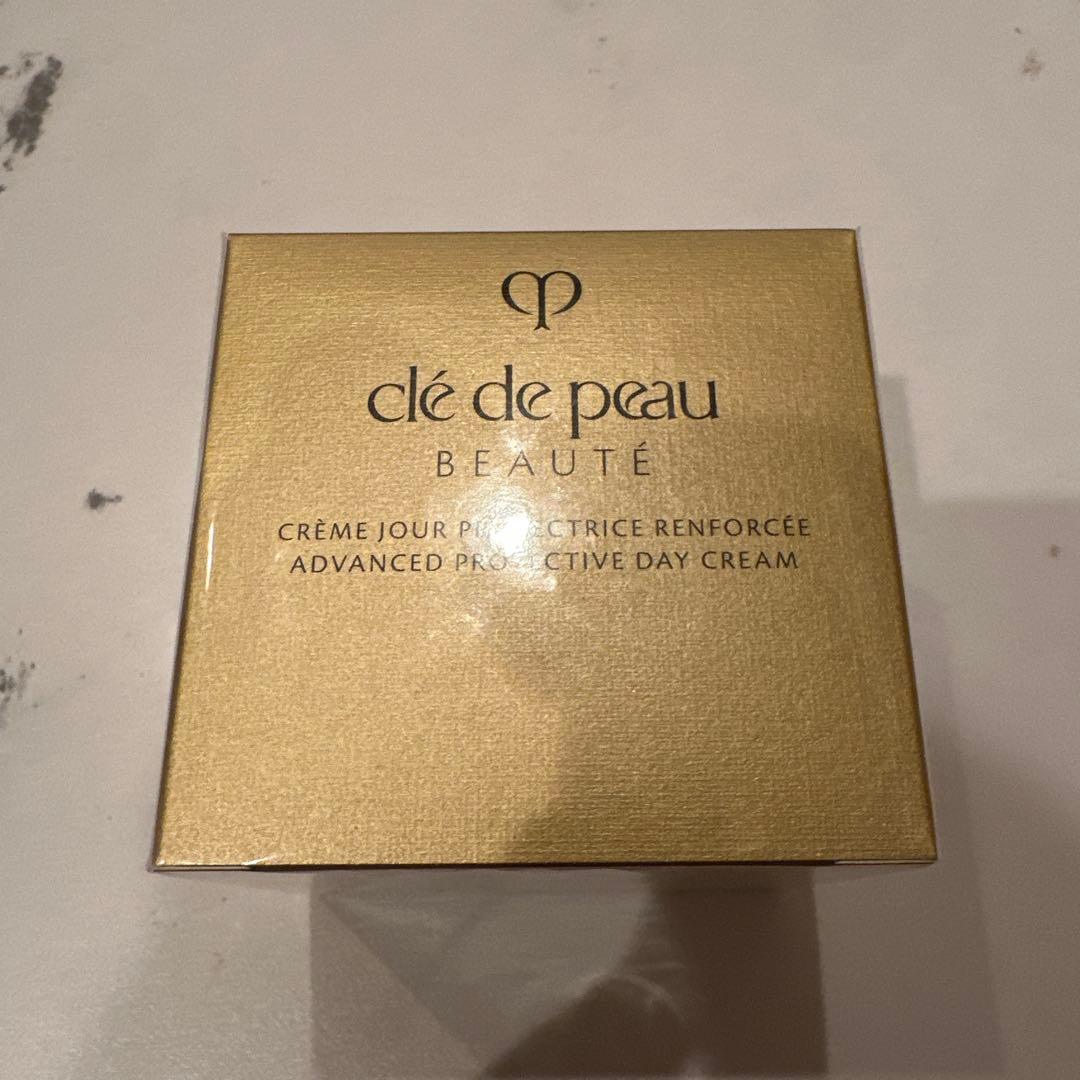 clé de peau
BEAUTÉ
CRÈME JOUR RENFORCÉE
ADVANCED DAY CREAM